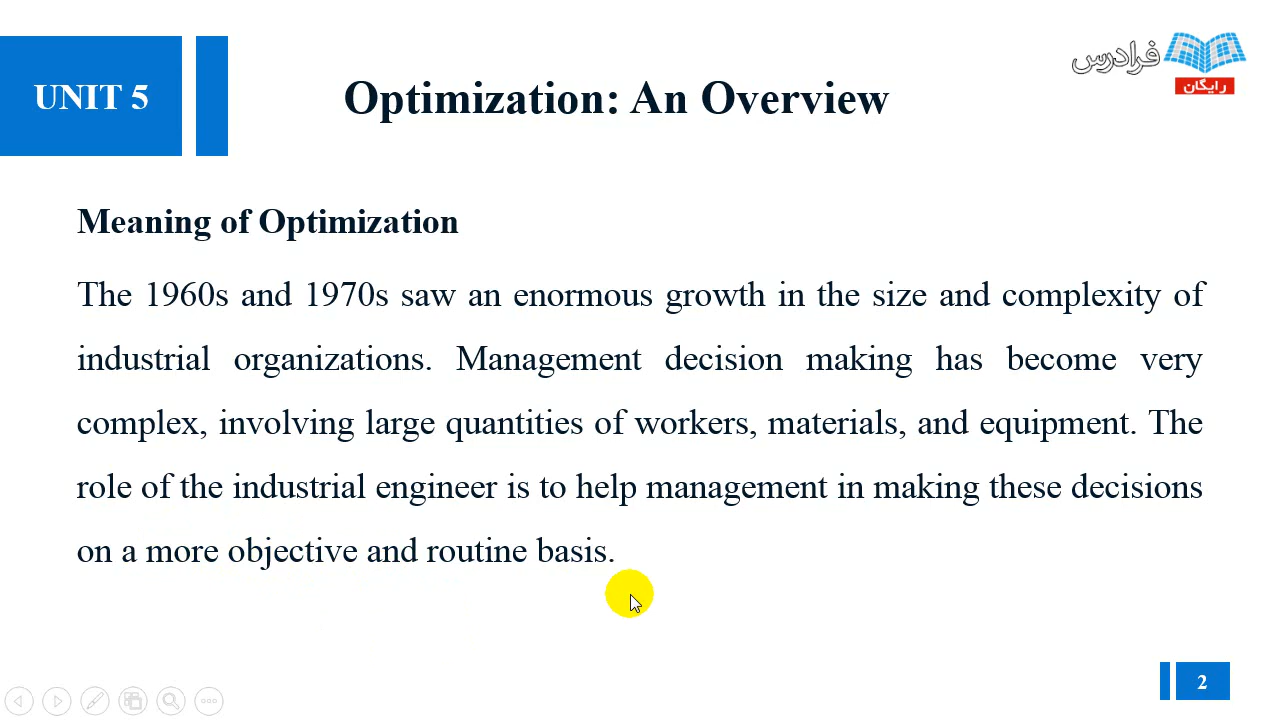 UNIT 5
Optimization: An Overview
فرادرس
رایگان
Meaning of Optimization
The 1960s and 1970s saw an enormous growth in the size and complexity of
industrial organizations. Management decision making has become very
complex, involving large quantities of workers, materials, and equipment. The
role of the industrial engineer is to help management in making these decisions
on a more objective and routine basis.
2